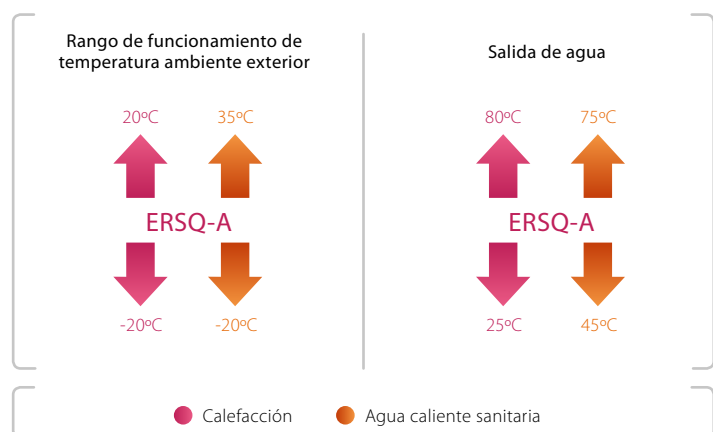 Rango de funcionamiento de
temperatura ambiente exterior
20ºC 35ºC
ERSQ-A
-20ºC -20ºC
Salida de agua
80ºC 75ºC
ERSQ-A
25ºC 45ºC
Calefacción Agua caliente sanitaria